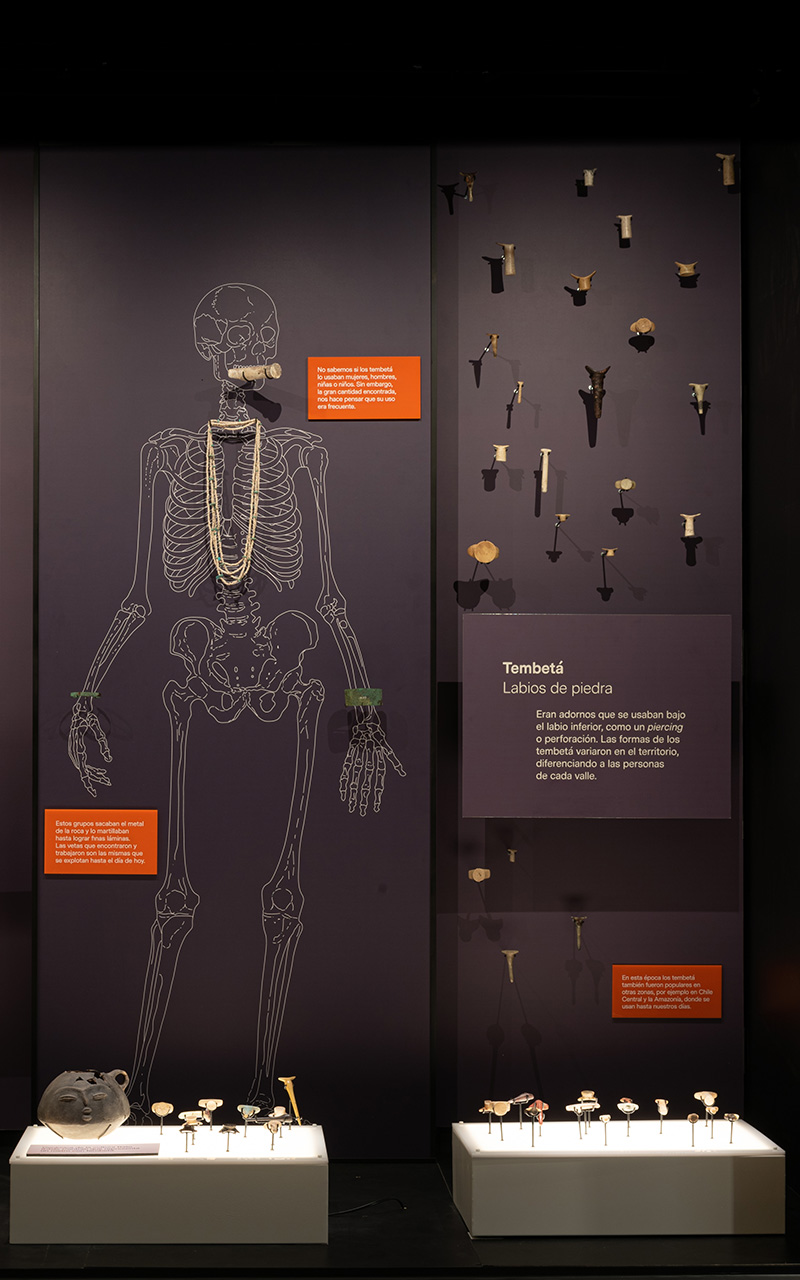 No sabemos si los tembetá
lo usaban mujeres, hombres,
niñas o niños. Sin embargo,
la gran cantidad encontrada,
nos hace pensar que su uso
era frecuente.
Tembetá
Labios de piedra
Eran adornos que se usaban bajo
el labio inferior, como un piercing
o perforación. Las formas de los
tembetá variaron en el territorio,
diferenciando a las personas
de cada valle.
Estos grupos sacaban el metal
de la roca y lo martillaban
hasta lograr finas láminas.
Las vetas que encontraron y
trabajaron son las mismas que
se explotan hasta el día de hoy.
En esta época los tembetá
también fueron populares en
otras zonas, por ejemplo en Chile
Central y la Amazonía, donde se
usan hasta nuestros días.